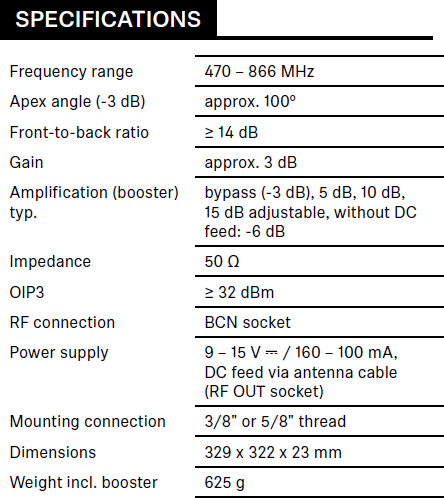 SPECIFICATIONS
Frequency range 470 – 866 MHz
Apex angle (-3 dB) approx. 100º
Front-to-back ratio ≥ 14 dB
Gain approx. 3 dB
Amplification (booster) bypass (-3 dB), 5 dB, 10 dB,
typ. 15 dB adjustable, without DC
feed: -6 dB
Impedance 50 Ω
OIP3 ≥ 32 dBm
RF connection BCN socket
Power supply 9 – 15 V ⎓ / 160 – 100 mA,
DC feed via antenna cable
(RF OUT socket)
Mounting connection 3/8" or 5/8" thread
Dimensions 329 x 322 x 23 mm
Weight incl. booster 625 g